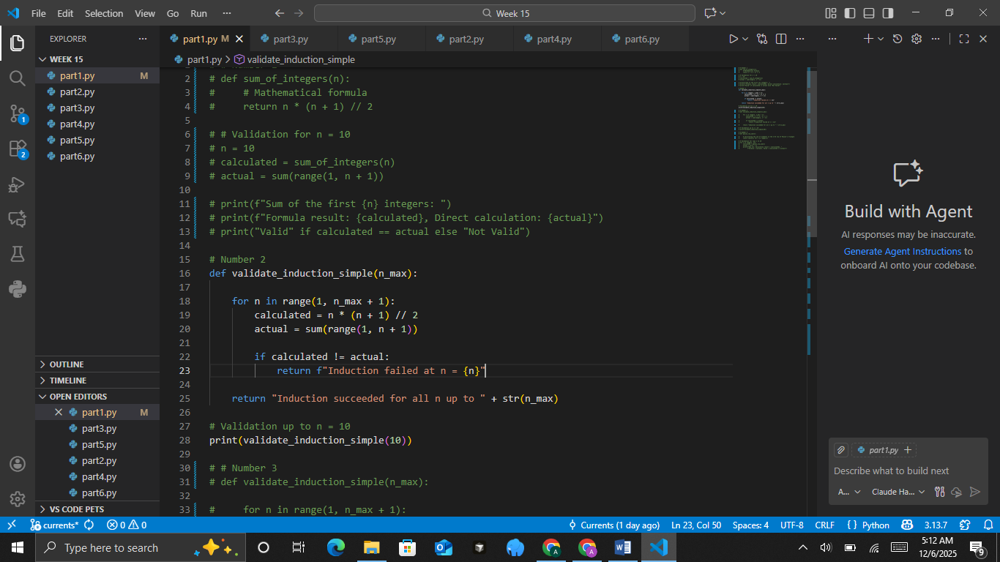 File Edit Selection View Go Run ···
Week 15
EXPLORER ···
WEEK 15
part1.py M
part2.py
part3.py
part4.py
part5.py
part6.py
OUTLINE
TIMELINE
OPEN EDITORS
part1.py M
part3.py
part5.py
part2.py
part4.py
part6.py
VS CODE PETS
part1.py M part3.py part5.py part2.py part4.py part6.py
part1.py > validate_induction_simple
2 # def sum_of_integers(n):
3 #     # Mathematical formula
4 #     return n * (n + 1) // 2
5
6 # # Validation for n = 10
7 # n = 10
8 # calculated = sum_of_integers(n)
9 # actual = sum(range(1, n + 1))
10
11 # print(f"Sum of the first {n} integers: ")
12 # print(f"Formula result: {calculated}, Direct calculation: {actual}")
13 # print("Valid" if calculated == actual else "Not Valid")
14
15 # Number 2
16 def validate_induction_simple(n_max):
17
18     for n in range(1, n_max + 1):
19         calculated = n * (n + 1) // 2
20         actual = sum(range(1, n + 1))
21
22         if calculated != actual:
23             return f"Induction failed at n = {n}"
24
25     return "Induction succeeded for all n up to " + str(n_max)
26
27 # Validation up to n = 10
28 print(validate_induction_simple(10))
29
30 # # Number 3
31 # def validate_induction_simple(n_max):
32
33 #     for n in range(1, n_max + 1):
Build with Agent
AI responses may be inaccurate.
Generate Agent Instructions to
onboard AI onto your codebase.
part1.py +
Describe what to build next
A... Claude Ha...
1
2
currents* 0 0 Currents (1 day ago) Ln 23, Col 50 Spaces: 4 UTF-8 CRLF { } Python 3.13.7
Type here to search
5:12 AM
12/6/2025
9